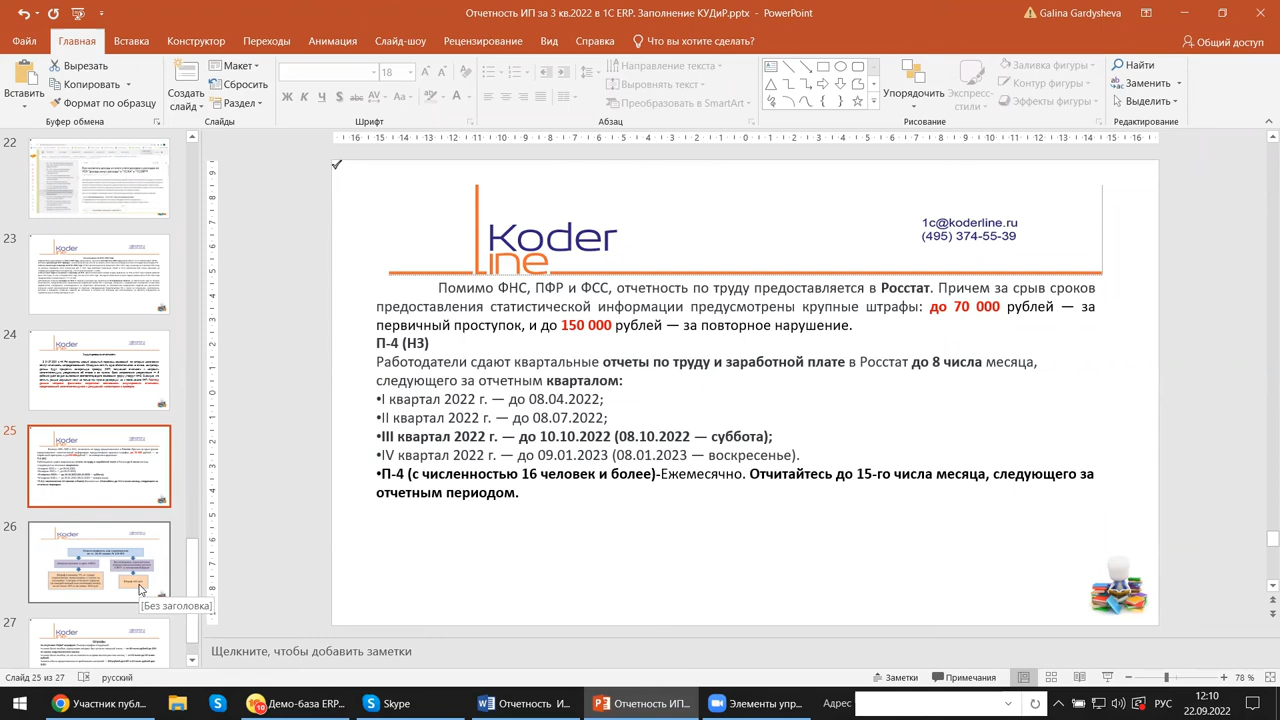 Отчетность ИП за 3 кв.2022 в 1С ERP. Заполнение КУДиР.pptx - PowerPoint
Galina Gardysheva
Файл Главная Вставка Конструктор Переходы Анимация Слайд-шоу Рецензирование Вид Справка Что вы хотите сделать? Общий доступ
Вставить
Вырезать
Копировать
Формат по образцу
Буфер обмена
Создать слайд
Макет
Сбросить
Раздел
Слайды
18
Ж К Ч S abc AV Aa A
Шрифт
Направление текста
Выровнять текст
Преобразовать в SmartArt
Абзац
Упорядочить
Экспресс-стили
Заливка фигуры
Контур фигуры
Эффекты фигуры
Рисование
Найти
Заменить
Выделить
Редактирование
22
23
24
25
26
27
[Без заголовка]
Koder
line
1c@koderline.ru
(495) 374-55-39
Помимо ФНС, ПФР и ФСС, отчетность по труду предоставляется в Росстат. Причем за срыв сроков
предоставления статистической информации предусмотрены крупные штрафы: до 70 000 рублей — за
первичный проступок, и до 150 000 рублей — за повторное нарушение.
П-4 (НЗ)
Работодатели сдают квартальные отчеты по труду и заработной плате в Росстат до 8 числа месяца,
следующего за отчетным кварталом:
•I квартал 2022 г. — до 08.04.2022;
•II квартал 2022 г. — до 08.07.2022;
•III квартал 2022 г. — до 10.10.2022 (08.10.2022 — суббота);
•IV квартал 2022 г. — до 09.01.2023 (08.01.2023 — воскресенье).
•П-4 (с численностью 16 человек и более)-Ежемесячно. Отчитайтесь до 15-го числа месяца, следующего за
отчетным периодом.
Щелкните, чтобы добавить заметки
Слайд 25 из 27 русский Заметки Примечания 78 %
Участник публ... Демо-база ERP... Skype Отчетность И... Отчетность ИП... Элементы упр... Адрес РУС 12:10
22.09.2022